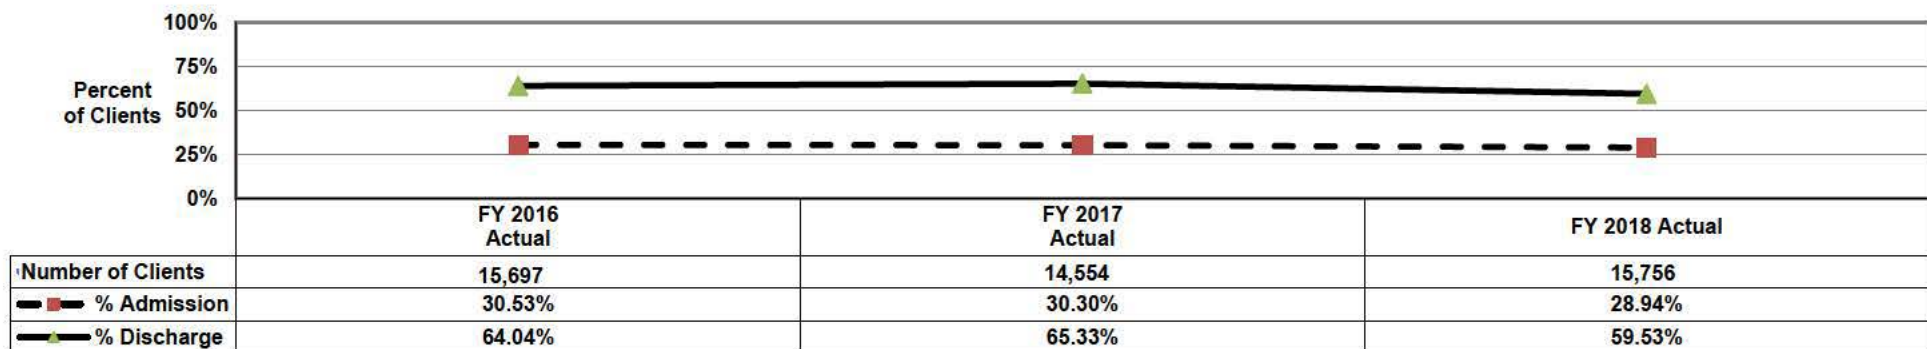 100%
75%
Percent
of Clients
50%
25%
0%
FY 2016
Actual
FY 2017
Actual
FY 2018 Actual
Number of Clients 15,697 14,554 15,756
% Admission 30.53% 30.30% 28.94%
% Discharge 64.04% 65.33% 59.53%